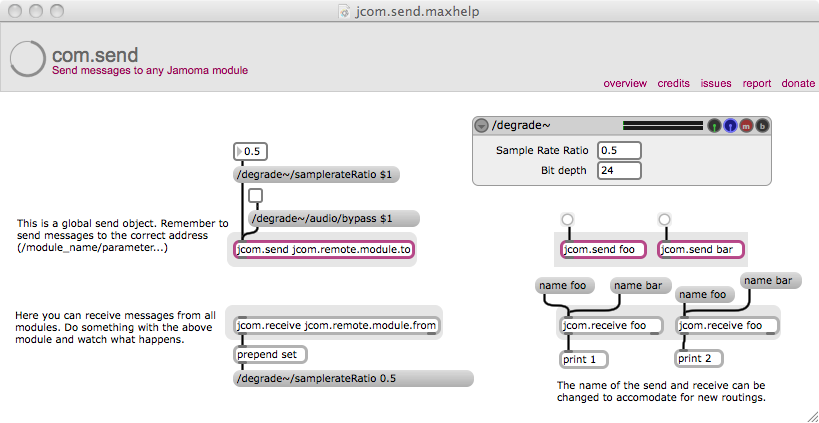 jcom.send.maxhelp
com.send
Send messages to any Jamoma module
overview credits issues report donate
/degrade~
m b
Sample Rate Ratio 0.5
Bit depth 24
0.5
/degrade~/samplerateRatio $1
/degrade~/audio/bypass $1
This is a global send object. Remember to
send messages to the correct address
(/module_name/parameter...)
jcom.send jcom.remote.module.to
jcom.send foo
jcom.send bar
Here you can receive messages from all
modules. Do something with the above
module and watch what happens.
jcom.receive jcom.remote.module.from
prepend set
/degrade~/samplerateRatio 0.5
name foo
name bar
name foo
name bar
jcom.receive foo
jcom.receive foo
print 1
print 2
The name of the send and receive can be
changed to accomodate for new routings.